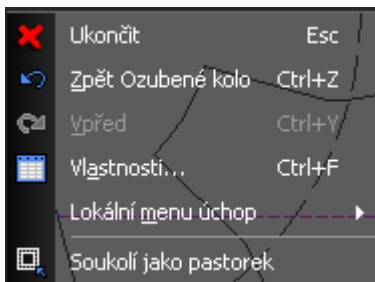 Ukončit Esc
Zpět Ozubené kolo Ctrl+Z
Vpřed Ctrl+Y
Vlastnosti... Ctrl+F
Lokální menu úchop
Soukolí jako pastorek